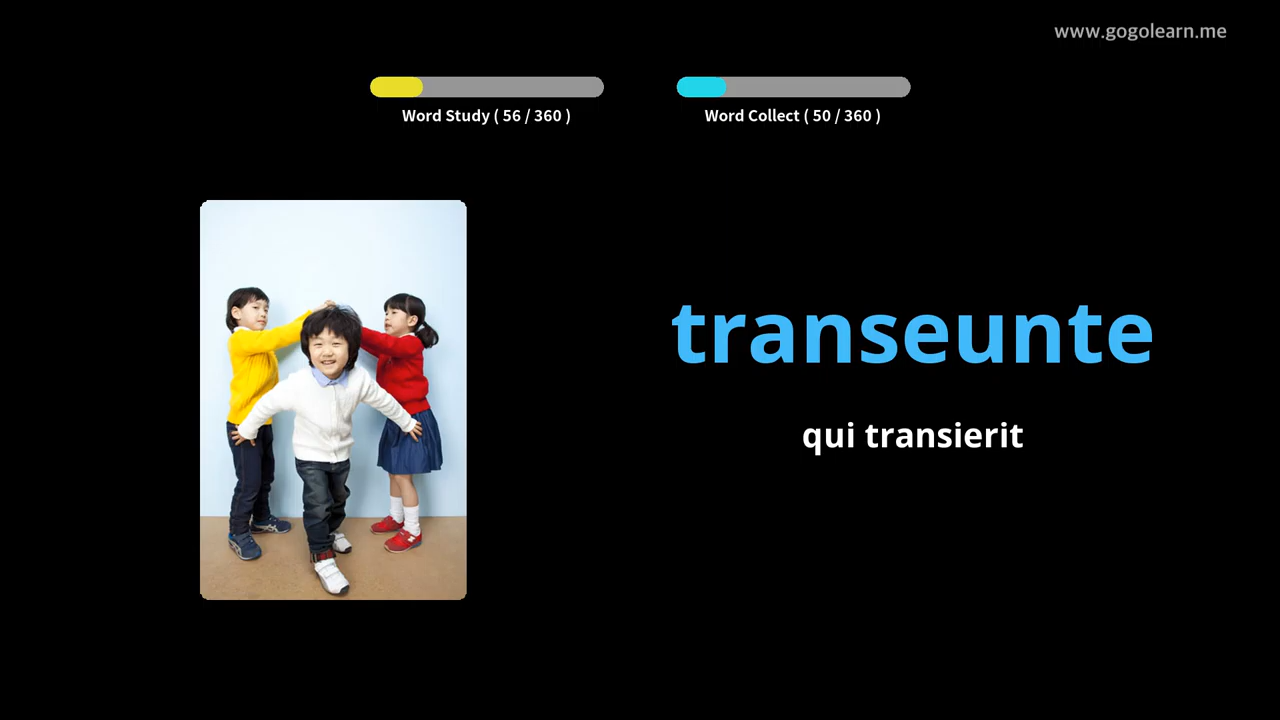 www.gogolearn.me
Word Study ( 56 / 360 )
Word Collect ( 50 / 360 )
transeunte
qui transierit